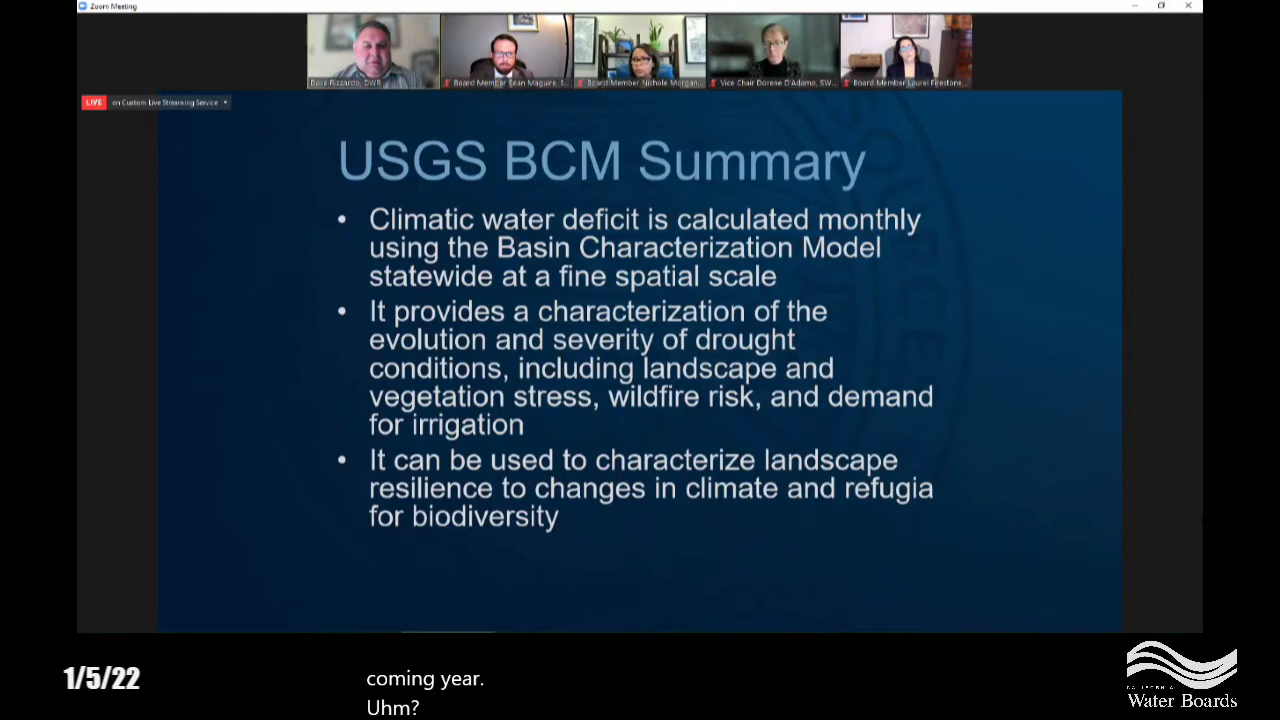 Zoom Meeting
Dave Rizzardo, DWR
Board Member Sean Maguire, S...
Board Member Nichole Morgan...
Vice Chair Dorene D'Adamo, SW...
Board Member Laurel Firestone...
LIVE on Custom Live Streaming Service
USGS BCM Summary
• Climatic water deficit is calculated monthly
using the Basin Characterization Model
statewide at a fine spatial scale
• It provides a characterization of the
evolution and severity of drought
conditions, including landscape and
vegetation stress, wildfire risk, and demand
for irrigation
• It can be used to characterize landscape
resilience to changes in climate and refugia
for biodiversity
1/5/22
coming year.
Uhm?
CALIFORNIA
Water Boards